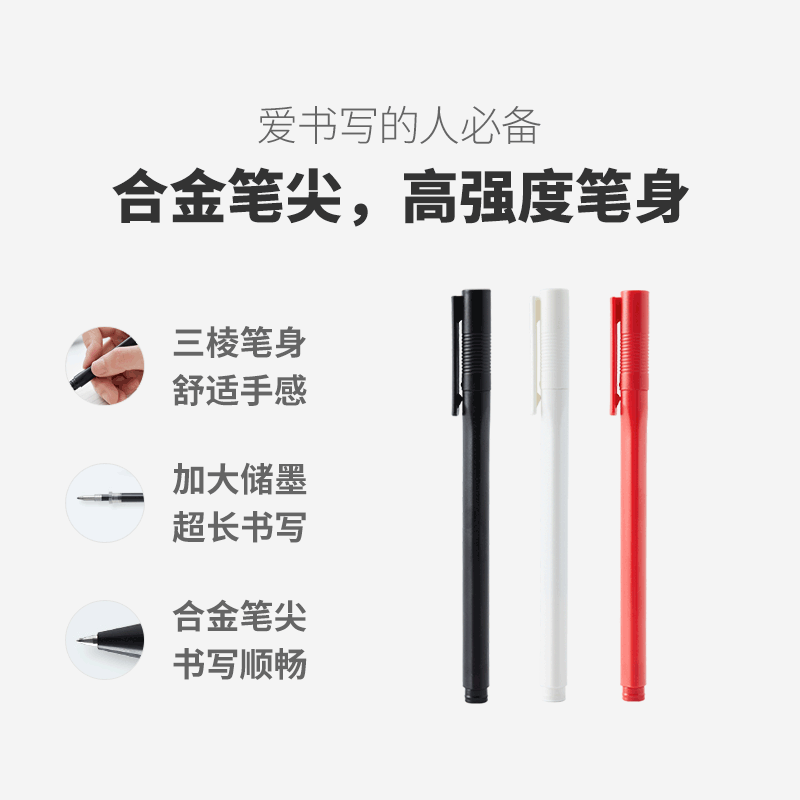 爱书写的人必备
合金笔尖，高强度笔身
三棱笔身
舒适手感
加大储墨
超长书写
合金笔尖
书写顺畅